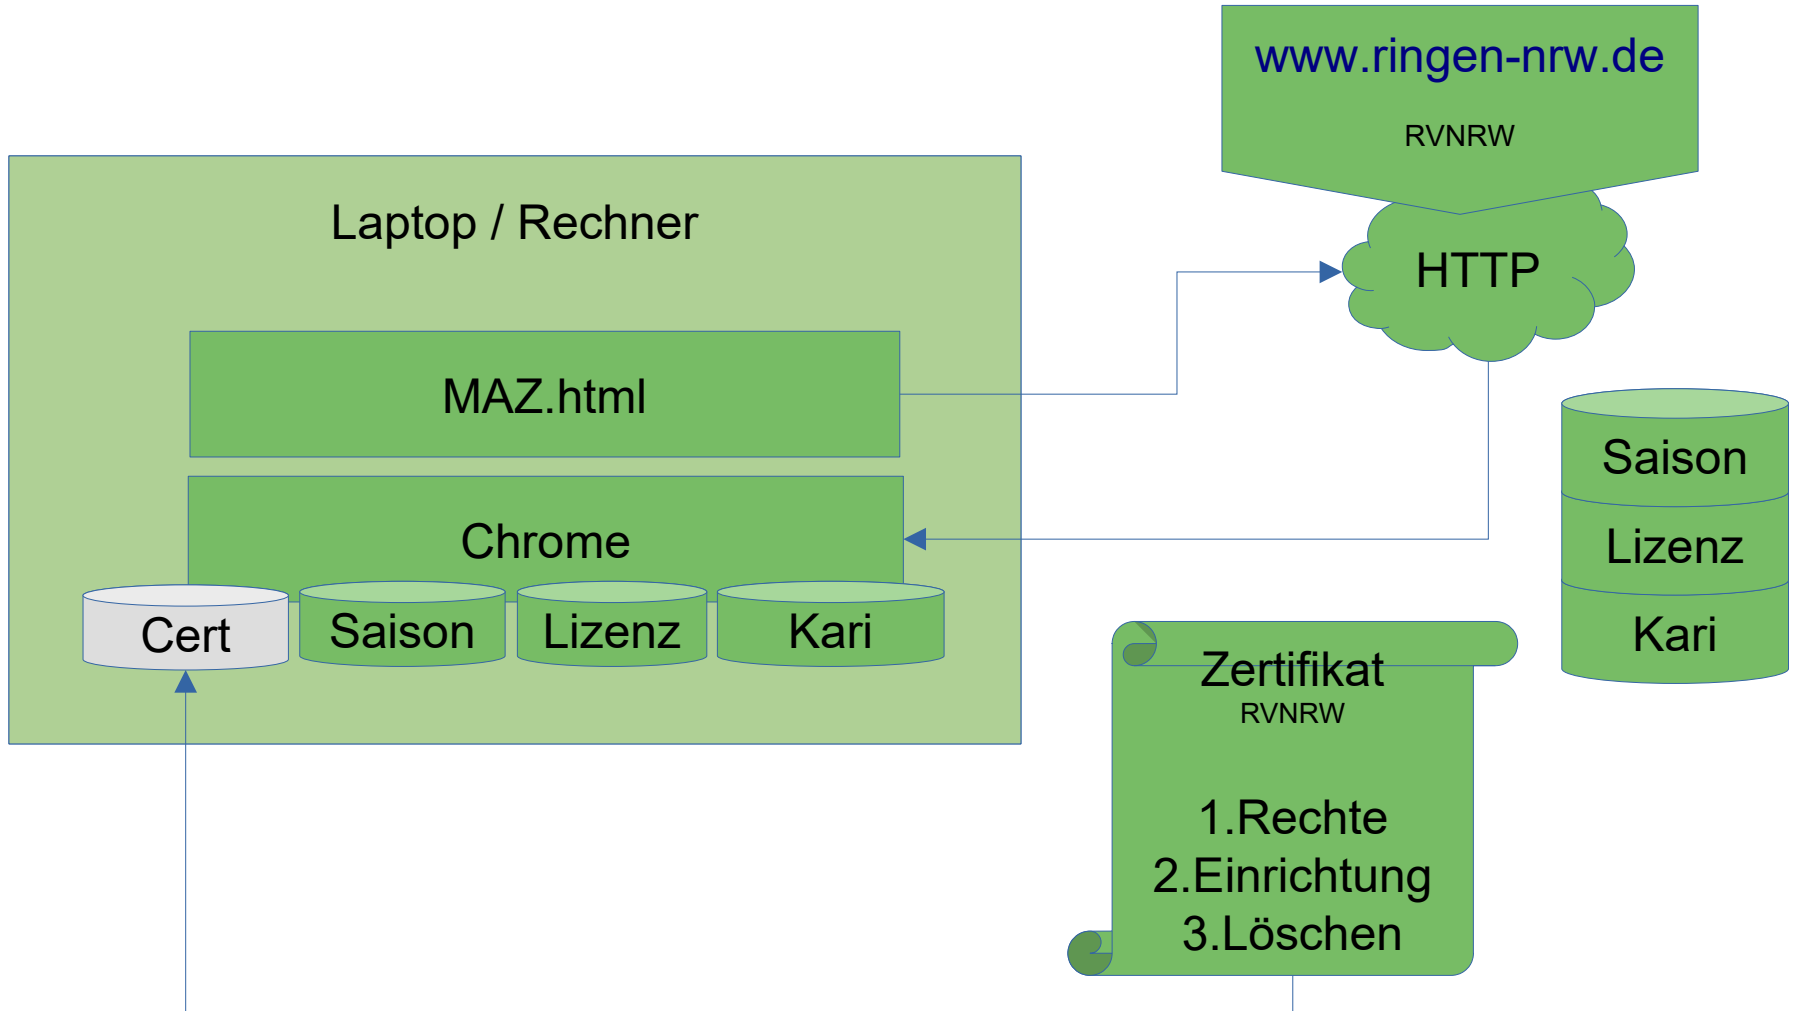 www.ringen-nrw.de
RVNRW
Laptop / Rechner
HTTP
MAZ.html
Chrome
Cert
Saison
Lizenz
Kari
Saison
Lizenz
Kari
Zertifikat
RVNRW
1.Rechte
2.Einrichtung
3.Löschen